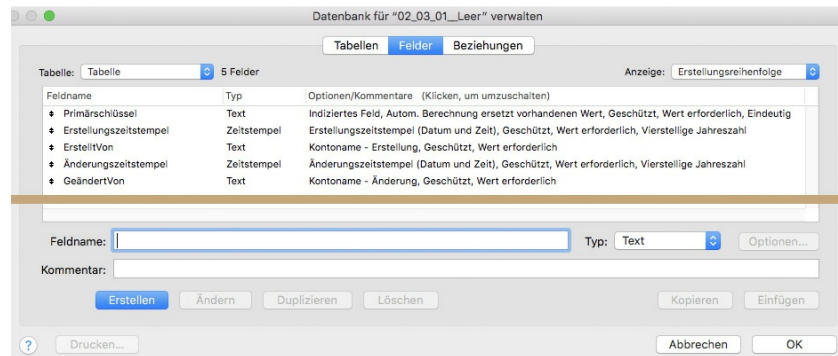 Datenbank für "02_03_01__Leer" verwalten
Tabellen Felder Beziehungen
Tabelle: Tabelle 5 Felder Anzeige: Erstellungsreihenfolge
Feldname Typ Optionen/Kommentare (Klicken, um umzuschalten)
Primärschlüssel Text Indiziertes Feld, Autom. Berechnung ersetzt vorhandenen Wert, Geschützt, Wert erforderlich, Eindeutig
Erstellungszeitstempel Zeitstempel Erstellungszeitstempel (Datum und Zeit), Geschützt, Wert erforderlich, Vierstellige Jahreszahl
ErstelltVon Text Kontoname - Erstellung, Geschützt, Wert erforderlich
Änderungszeitstempel Zeitstempel Änderungszeitstempel (Datum und Zeit), Geschützt, Wert erforderlich, Vierstellige Jahreszahl
GeändertVon Text Kontoname - Änderung, Geschützt, Wert erforderlich
Feldname: Typ: Text Optionen...
Kommentar:
Erstellen Ändern Duplizieren Löschen Kopieren Einfügen
? Drucken... Abbrechen OK